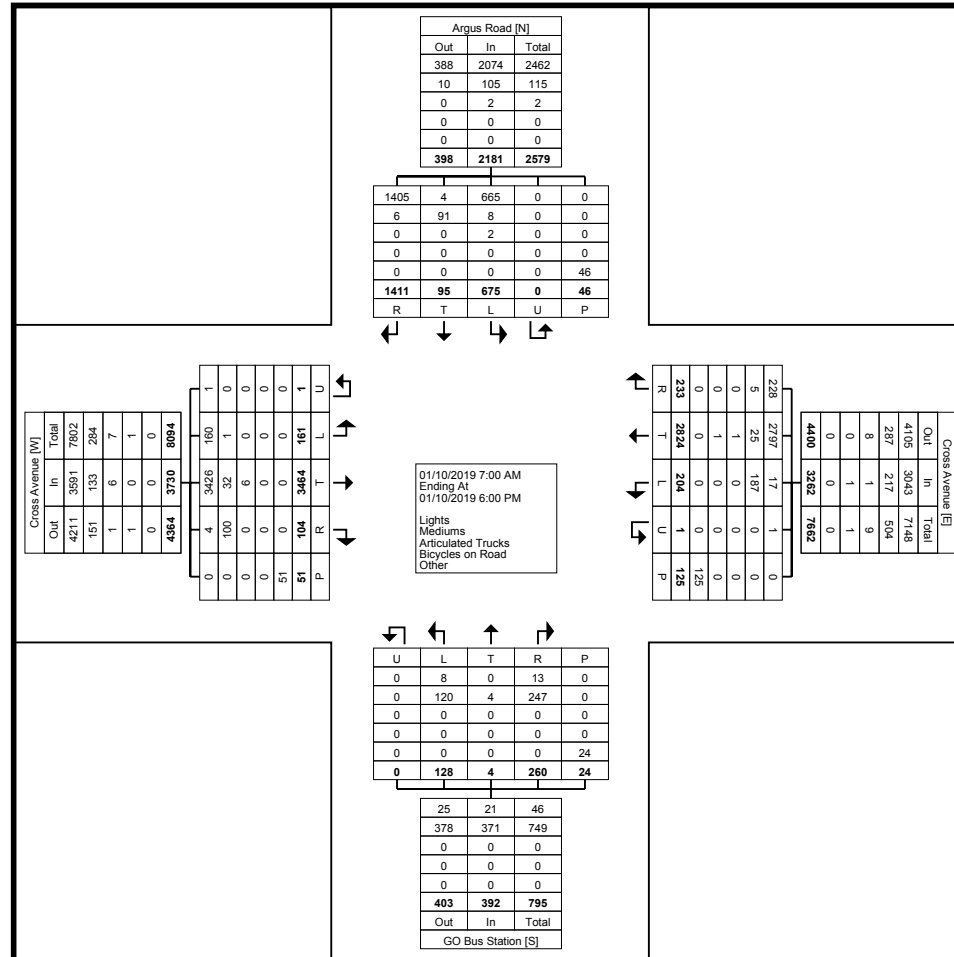 Argus Road [N]
Out In Total
388 2074 2462
10 105 115
0 2 2
0 0 0
0 0 0
398 2181 2579
1405 4 665 0 0
6 91 8 0 0
0 0 2 0 0
0 0 0 0 0
0 0 0 0 46
1411 95 675 0 46
R T L U P
Cross Avenue [W]
Total 7802 284 7 1 0 8094
In 3591 133 6 0 0 3730
Out 4211 151 1 1 0 4364
1 0 0 0 0 1 U
160 1 0 0 0 161 L
3426 32 6 0 0 3464 T
4 100 0 0 0 104 R
0 0 0 0 51 51 P
01/10/2019 7:00 AM
Ending At
01/10/2019 6:00 PM
Lights
Mediums
Articulated Trucks
Bicycles on Road
Other
R 233 0 0 0 5 228
T 2824 0 1 1 25 2797
L 204 0 0 0 187 17
U 1 0 0 0 0 1
P 125 125 0 0 0 0
Cross Avenue [E]
Out 4105 287 8 0 0 4400
In 3043 217 1 1 0 3262
Total 7148 504 9 1 0 7662
U L T R P
0 8 0 13 0
0 120 4 247 0
0 0 0 0 0
0 0 0 0 0
0 0 0 0 24
0 128 4 260 24
25 21 46
378 371 749
0 0 0
0 0 0
0 0 0
403 392 795
Out In Total
GO Bus Station [S]